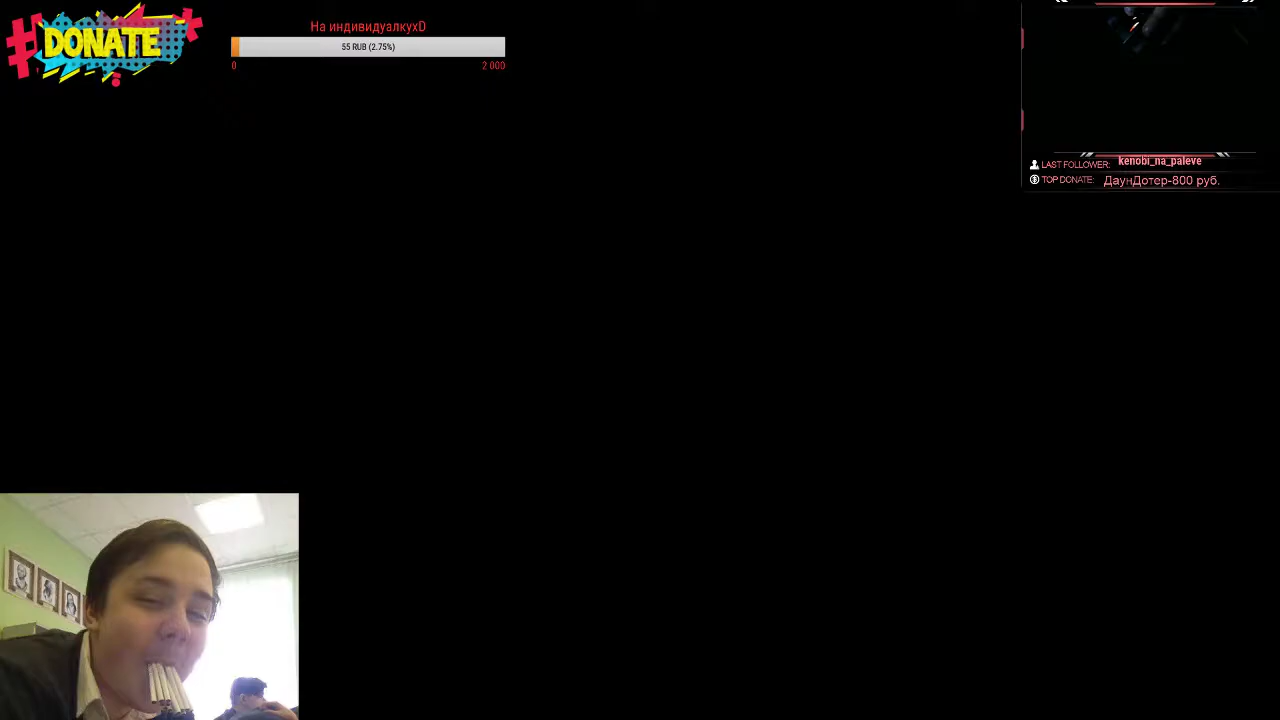 #DONATE
На индивидуалкухD
55 RUB (2.75%)
0
2 000
LAST FOLLOWER:
kenobi_na_paleve
TOP DONATE:
ДаунДотер-800 руб.